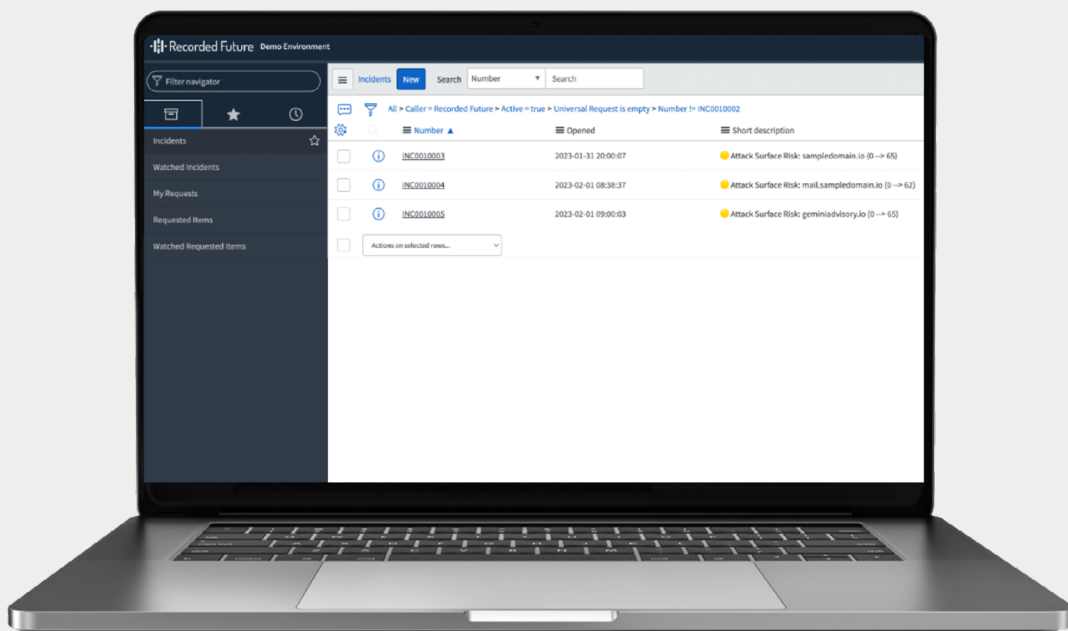 Recorded Future Demo Environment
Filter navigator
Incidents
Watched Incidents
My Requests
Requested Items
Watched Requested Items
Incidents New Search Number Search
All > Caller = Recorded Future > Active = true > Universal Request is empty > Number != INC0010002
Number Opened Short description
INC0010003 2023-01-31 20:00:07 Attack Surface Risk: sampledomain.io (0 --> 65)
INC0010004 2023-02-01 08:38:37 Attack Surface Risk: mail.sampledomain.io (0 --> 62)
INC0010005 2023-02-01 09:00:03 Attack Surface Risk: geminiadvisory.io (0 --> 65)
Actions on selected rows...